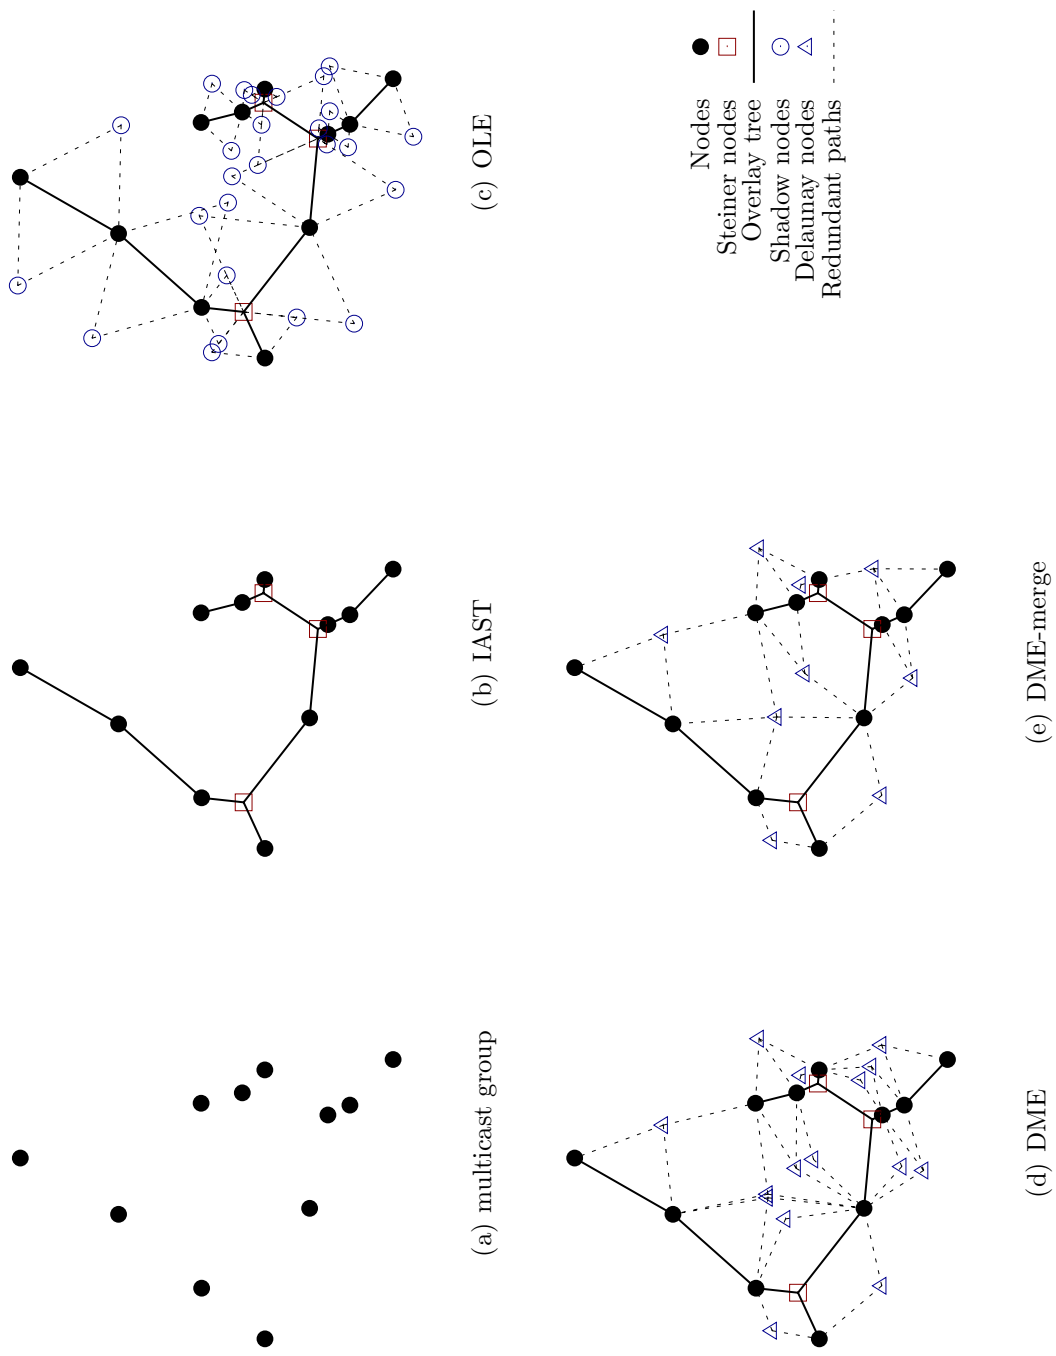 (a) multicast group
(b) IAST
(c) OLE
(d) DME
(e) DME-merge
Nodes
Steiner nodes
Overlay tree
Shadow nodes
Delaunay nodes
Redundant paths